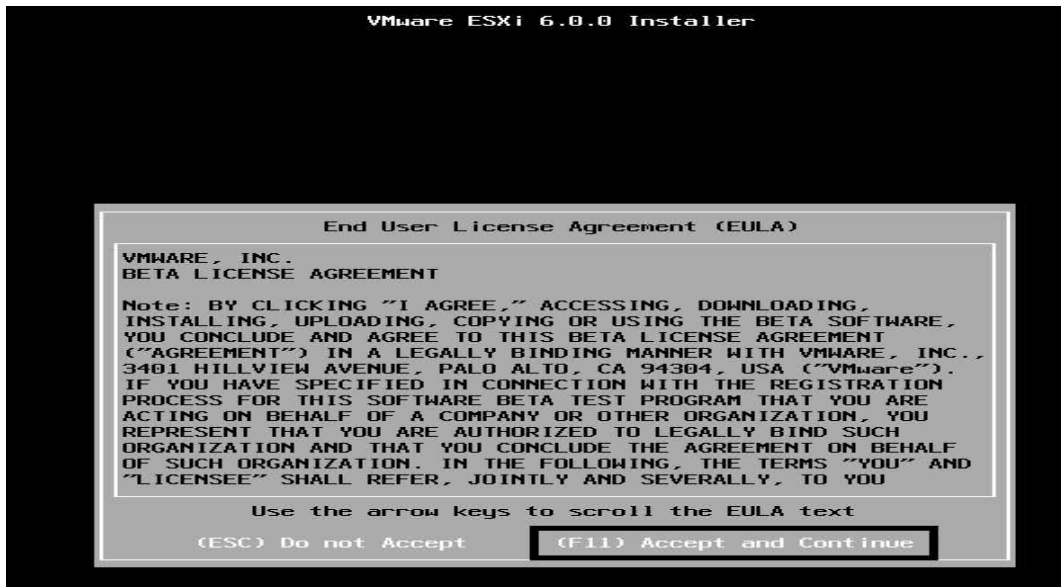 VMware ESXi 6.0.0 Installer
End User License Agreement (EULA)
VMWARE, INC.
BETA LICENSE AGREEMENT
Note: BY CLICKING "I AGREE," ACCESSING, DOWNLOADING,
INSTALLING, UPLOADING, COPYING OR USING THE BETA SOFTWARE,
YOU CONCLUDE AND AGREE TO THIS BETA LICENSE AGREEMENT
("AGREEMENT") IN A LEGALLY BINDING MANNER WITH VMWARE, INC.,
3401 HILLVIEW AVENUE, PALO ALTO, CA 94304, USA ("VMware").
IF YOU HAVE SPECIFIED IN CONNECTION WITH THE REGISTRATION
PROCESS FOR THIS SOFTWARE BETA TEST PROGRAM THAT YOU ARE
ACTING ON BEHALF OF A COMPANY OR OTHER ORGANIZATION, YOU
REPRESENT THAT YOU ARE AUTHORIZED TO LEGALLY BIND SUCH
ORGANIZATION AND THAT YOU CONCLUDE THE AGREEMENT ON BEHALF
OF SUCH ORGANIZATION. IN THE FOLLOWING, THE TERMS "YOU" AND
"LICENSEE" SHALL REFER, JOINTLY AND SEVERALLY, TO YOU
Use the arrow keys to scroll the EULA text
(ESC) Do not Accept (F11) Accept and Continue